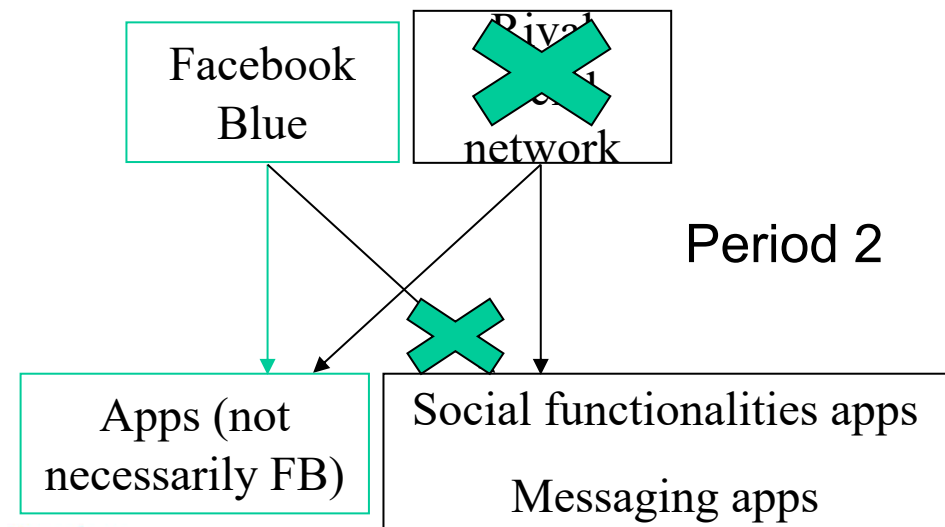 Facebook
Blue
network
Period 2
Apps (not
necessarily FB)
Social functionalities apps
Messaging apps